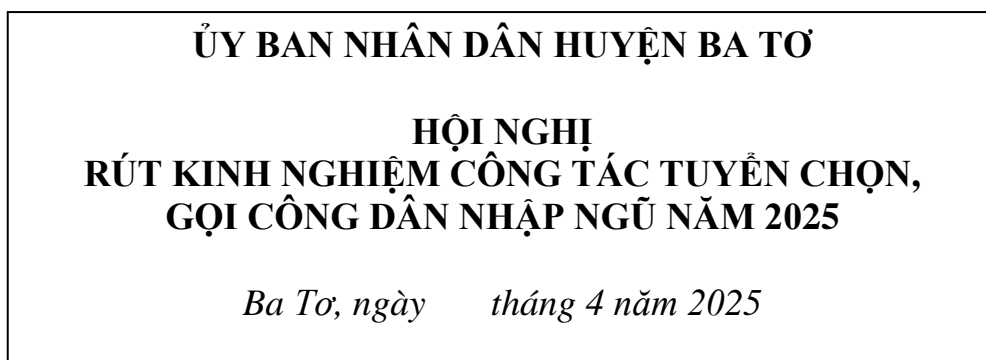 ỦY BAN NHÂN DÂN HUYỆN BA TƠ
HỘI NGHỊ
RÚT KINH NGHIỆM CÔNG TÁC TUYỂN CHỌN,
GỌI CÔNG DÂN NHẬP NGŨ NĂM 2025
Ba Tơ, ngày tháng 4 năm 2025